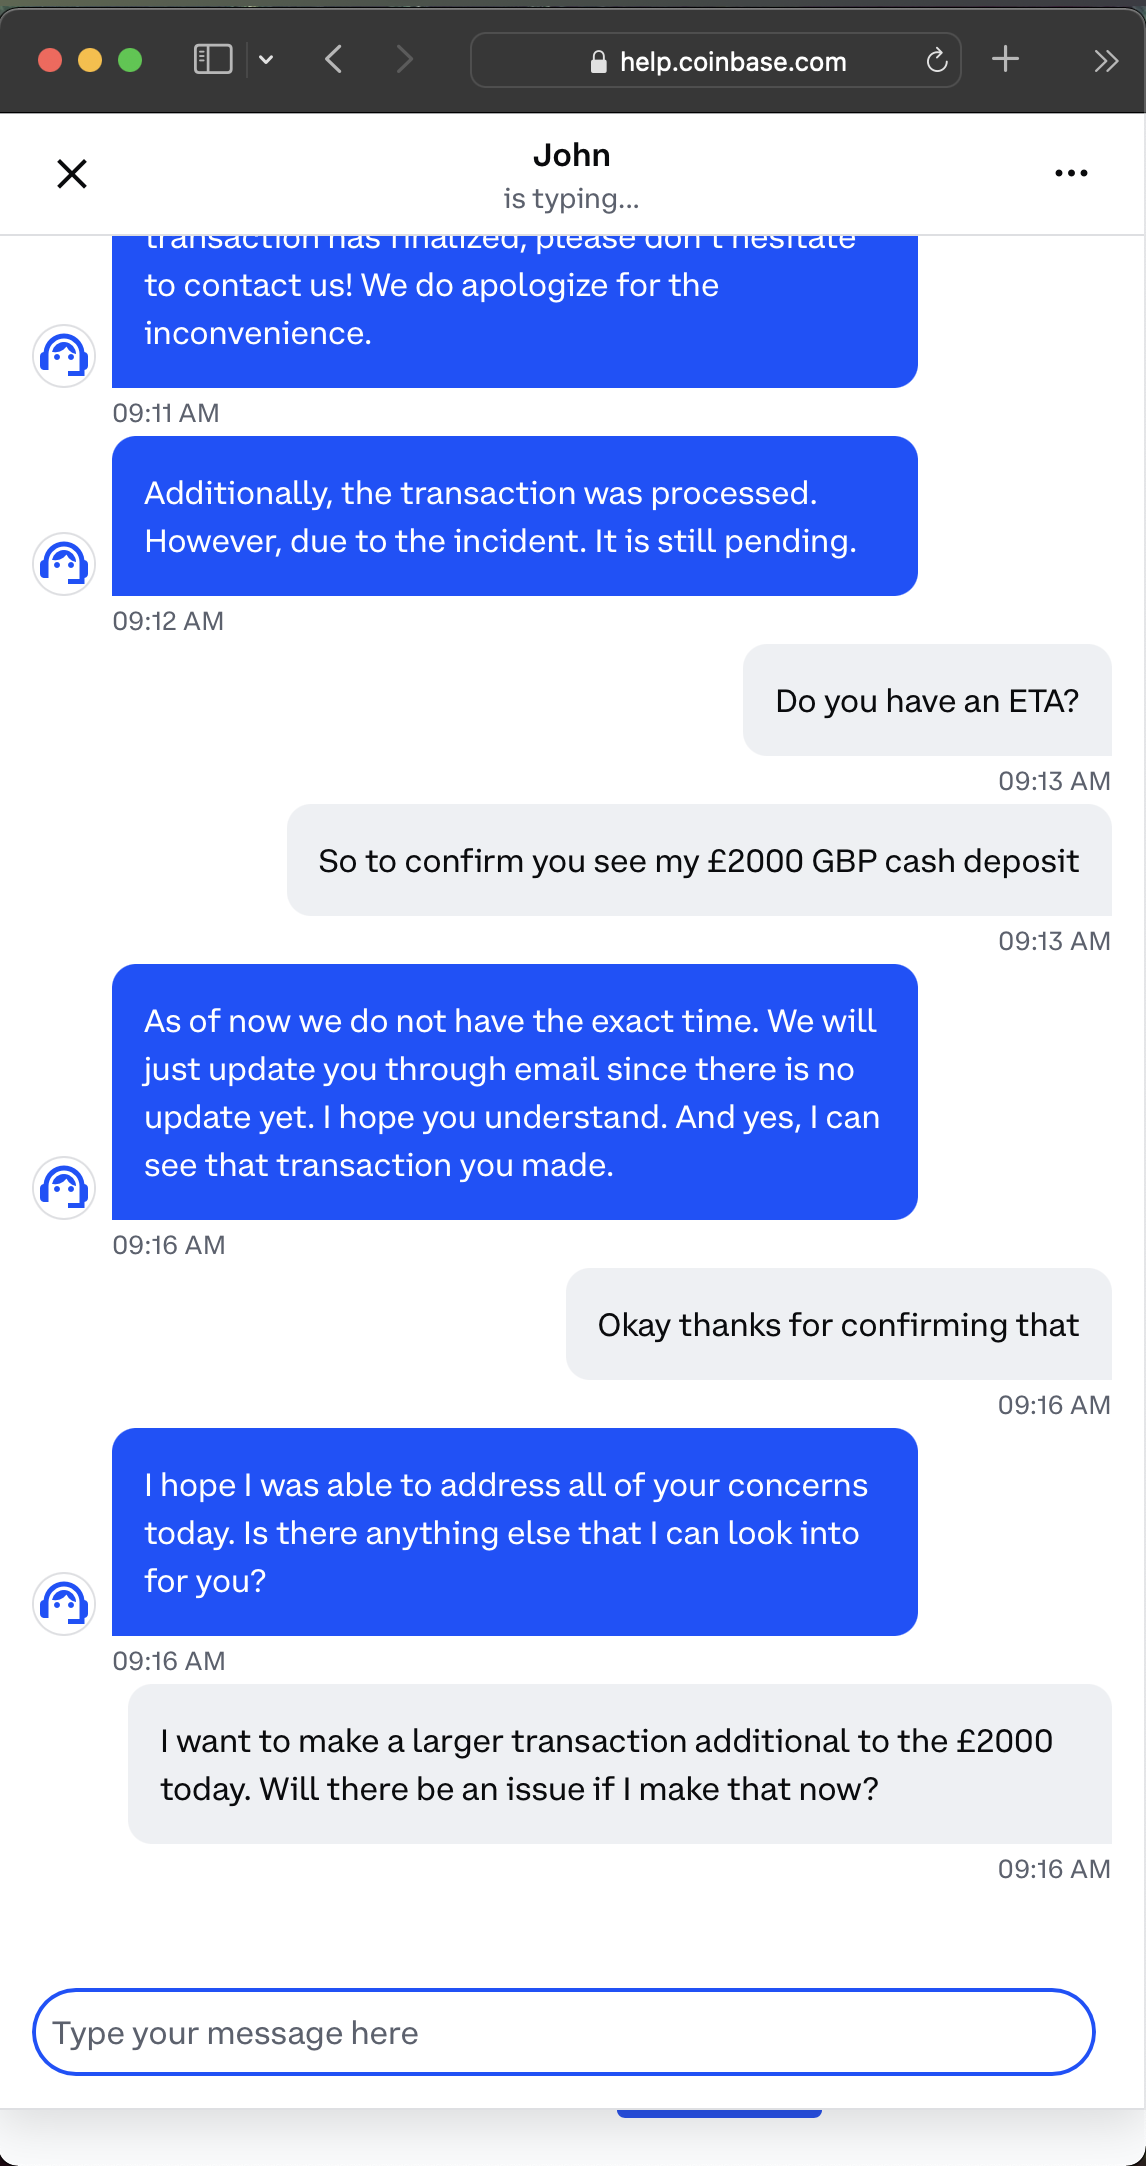 help.coinbase.com
John
is typing...
transaction has finalized, please don't hesitate
to contact us! We do apologize for the
inconvenience.
09:11 AM
Additionally, the transaction was processed.
However, due to the incident. It is still pending.
09:12 AM
Do you have an ETA?
09:13 AM
So to confirm you see my £2000 GBP cash deposit
09:13 AM
As of now we do not have the exact time. We will
just update you through email since there is no
update yet. I hope you understand. And yes, I can
see that transaction you made.
09:16 AM
Okay thanks for confirming that
09:16 AM
I hope I was able to address all of your concerns
today. Is there anything else that I can look into
for you?
09:16 AM
I want to make a larger transaction additional to the £2000
today. Will there be an issue if I make that now?
09:16 AM
Type your message here